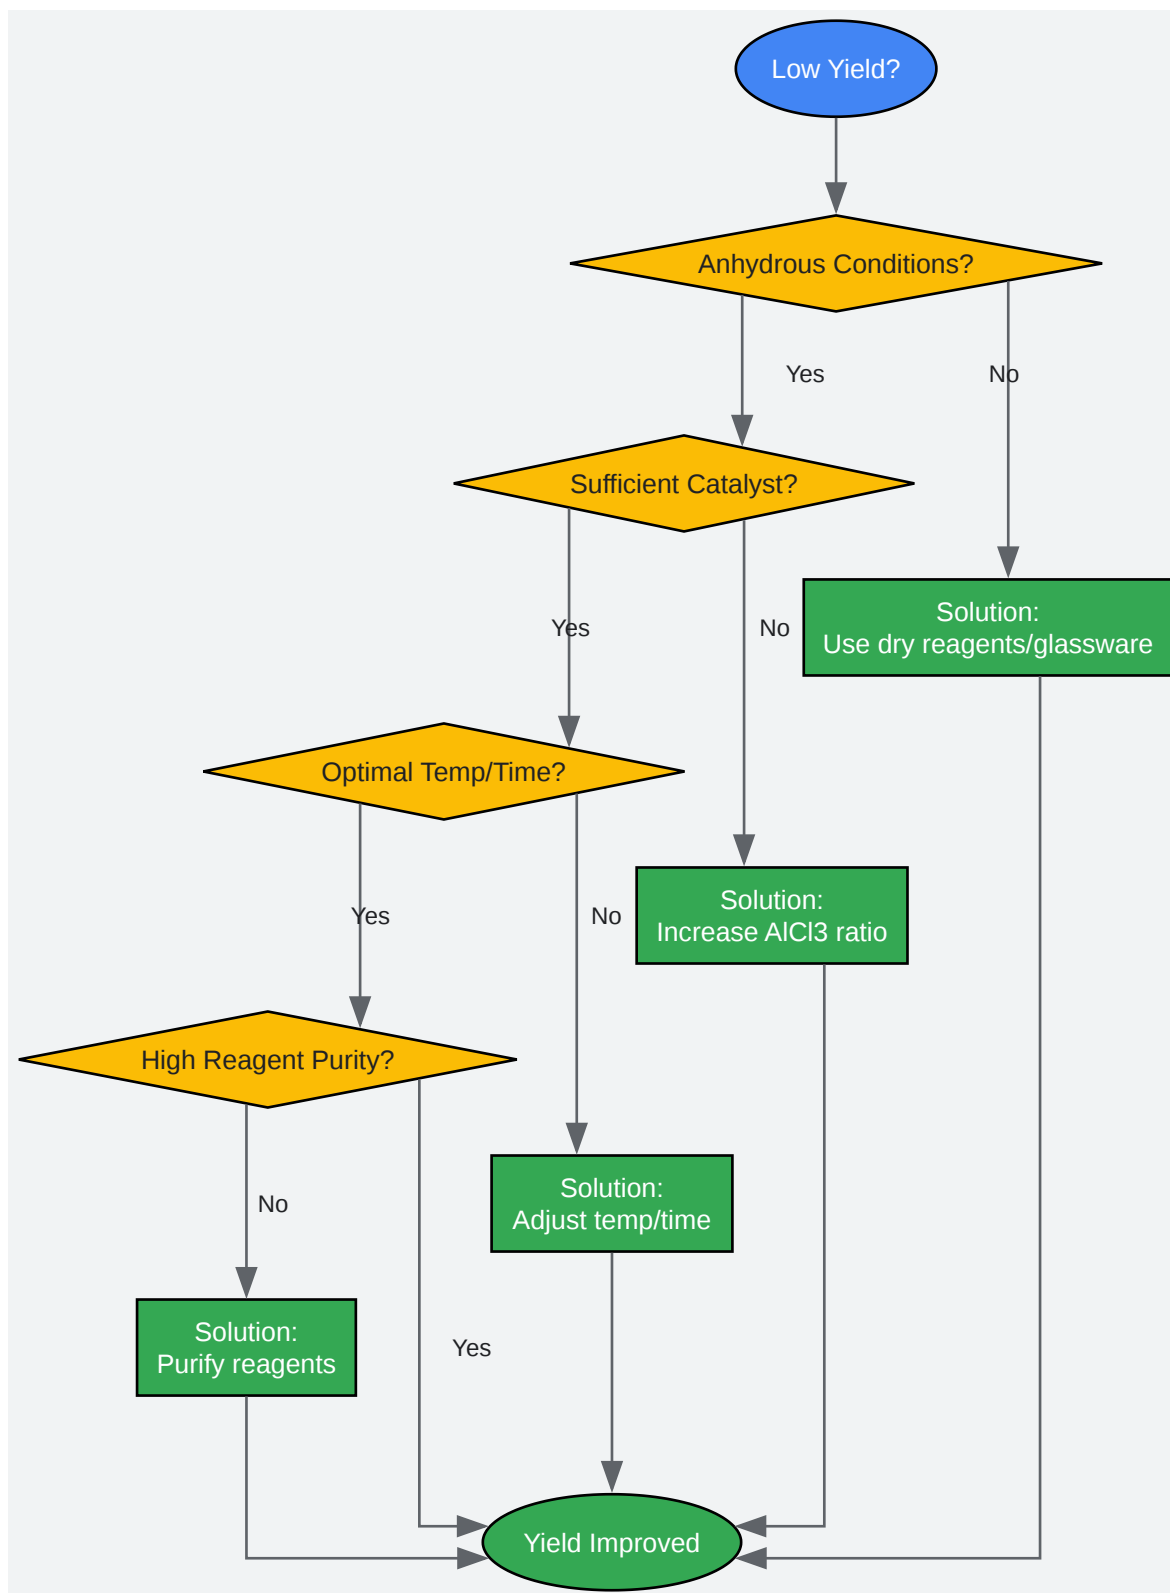 Low Yield?
Anhydrous Conditions?
Yes
No
Sufficient Catalyst?
Solution:
Use dry reagents/glassware
Yes
No
Optimal Temp/Time?
Solution:
Increase AlCl3 ratio
Yes
No
High Reagent Purity?
Solution:
Adjust temp/time
No
Solution:
Purify reagents
Yes
Yield Improved